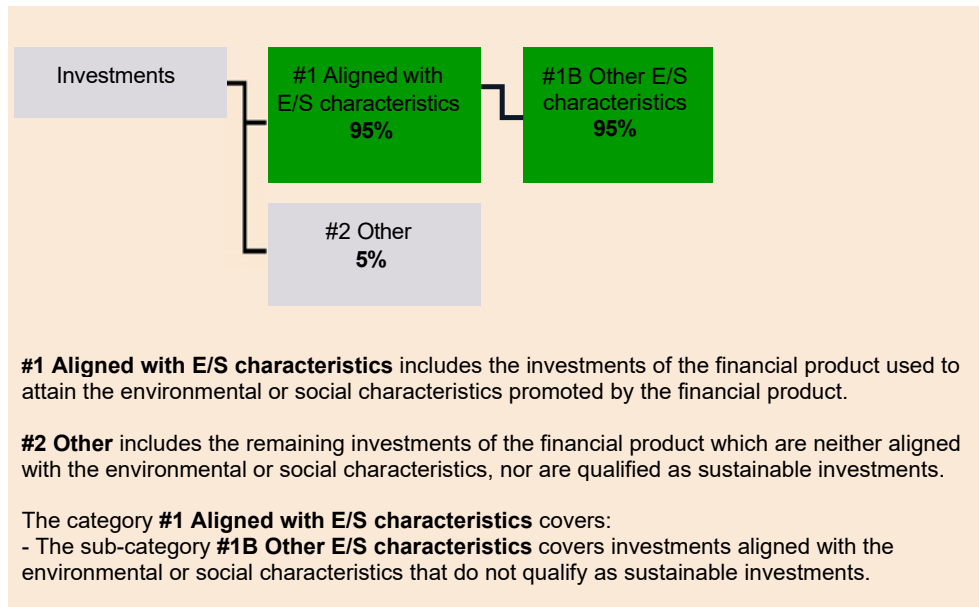 Investments
#1 Aligned with
E/S characteristics
95%
#1B Other E/S
characteristics
95%
#2 Other
5%
#1 Aligned with E/S characteristics includes the investments of the financial product used to
attain the environmental or social characteristics promoted by the financial product.
#2 Other includes the remaining investments of the financial product which are neither aligned
with the environmental or social characteristics, nor are qualified as sustainable investments.
The category #1 Aligned with E/S characteristics covers:
- The sub-category #1B Other E/S characteristics covers investments aligned with the
environmental or social characteristics that do not qualify as sustainable investments.